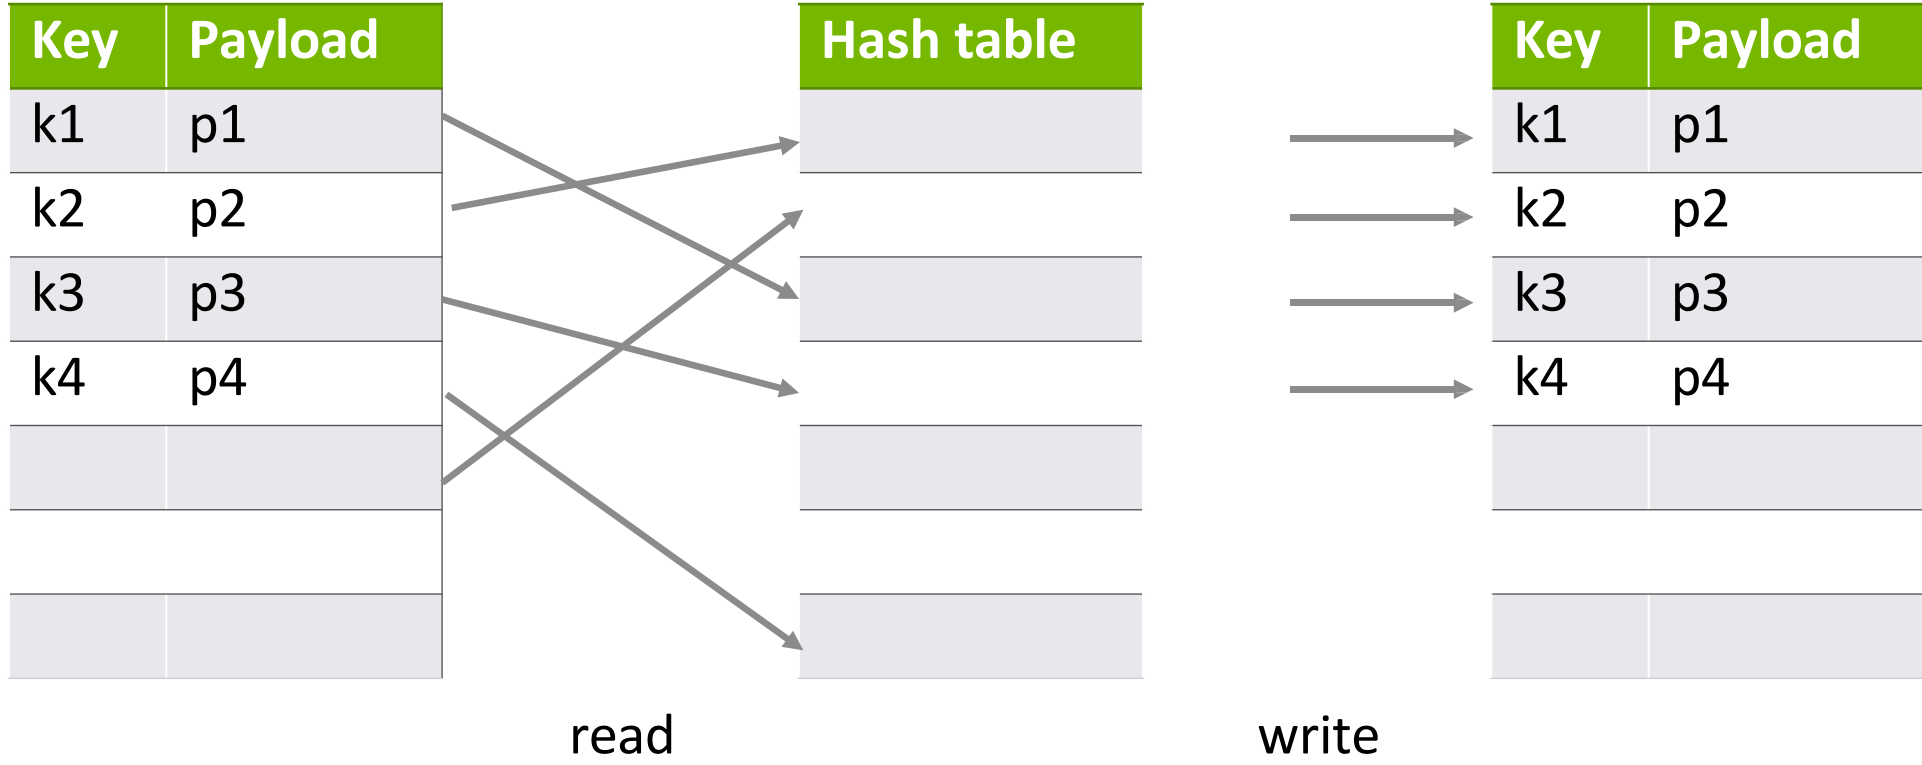 Key Payload Hash table Key Payload
k1 p1 k1 p1
k2 p2 k2 p2
k3 p3 k3 p3
k4 p4 k4 p4
read write